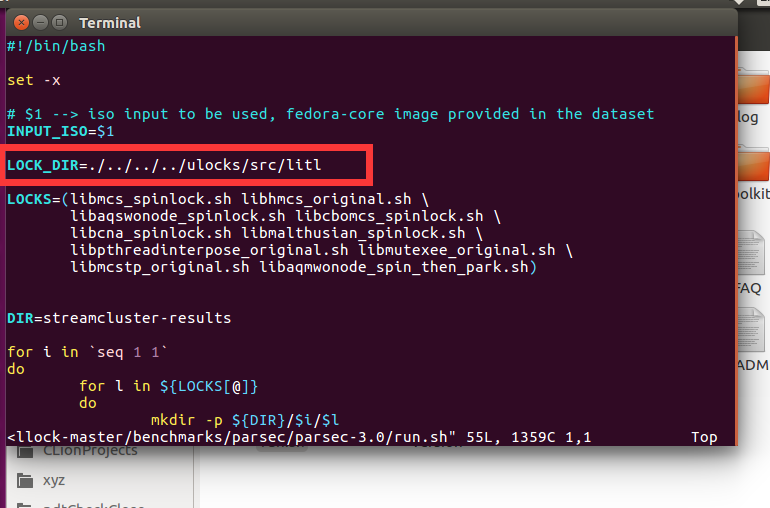 Terminal
#!/bin/bash
set -x
# $1 --> iso input to be used, fedora-core image provided in the dataset
INPUT_ISO=$1
LOCK_DIR=./../../../ulocks/src/litl
LOCKS=(libmcs_spinlock.sh libhmcs_original.sh \
libaqswonode_spinlock.sh libcbomcs_spinlock.sh \
libcna_spinlock.sh libmalthusian_spinlock.sh \
libpthreadinterpose_original.sh libmutexee_original.sh \
libmcstp_original.sh libaqmwonode_spin_then_park.sh)
DIR=streamcluster-results
for i in `seq 1 1`
do
for l in ${LOCKS[@]}
do
mkdir -p ${DIR}/$i/$l
<llock-master/benchmarks/parsec/parsec-3.0/run.sh" 55L, 1359C 1,1 Top
log
olkit
FAQ
ADM
CLionProjects
xyz